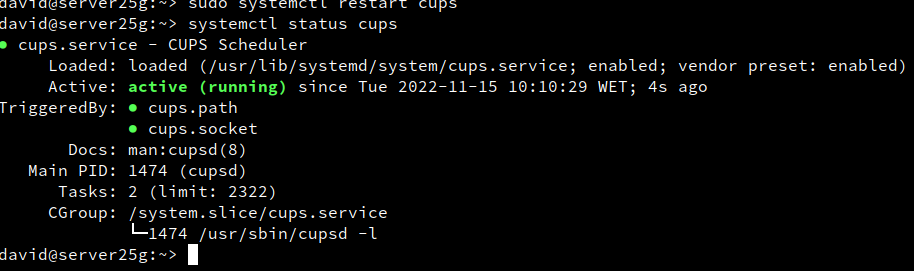 david@server25g:~> sudo systemctl restart cups
david@server25g:~> systemctl status cups
● cups.service - CUPS Scheduler
     Loaded: loaded (/usr/lib/systemd/system/cups.service; enabled; vendor preset: enabled)
     Active: active (running) since Tue 2022-11-15 10:10:29 WET; 4s ago
TriggeredBy: ● cups.path
             ● cups.socket
       Docs: man:cupsd(8)
   Main PID: 1474 (cupsd)
      Tasks: 2 (limit: 2322)
     CGroup: /system.slice/cups.service
             └─1474 /usr/sbin/cupsd -l
david@server25g:~>